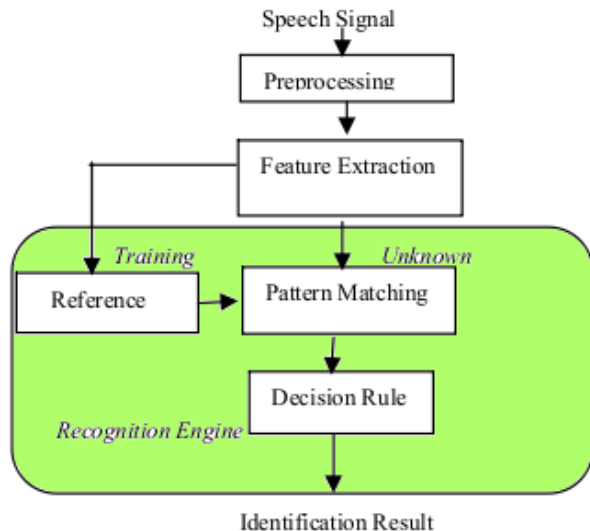 Speech Signal
Preprocessing
Feature Extraction
Training
Unknown
Reference
Pattern Matching
Decision Rule
Recognition Engine
Identification Result